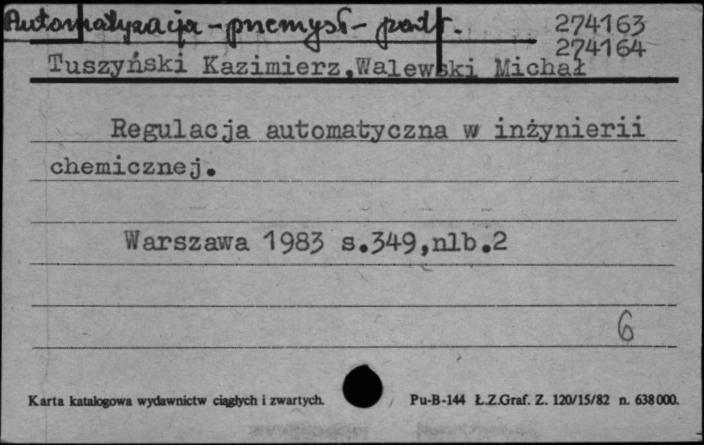 Automatyzacja - przemysł - podr. 274163
274164
Tuszyński Kazimierz, Walewski Michał
Regulacja automatyczna w inżynierii
chemicznej.
Warszawa 1983 s.349,nlb.2
6
Karta katalogowa wydawnictw ciągłych i zwartych. Pu-B-144 Ł.Z.Graf. Z. 120/15/82 n. 638000.